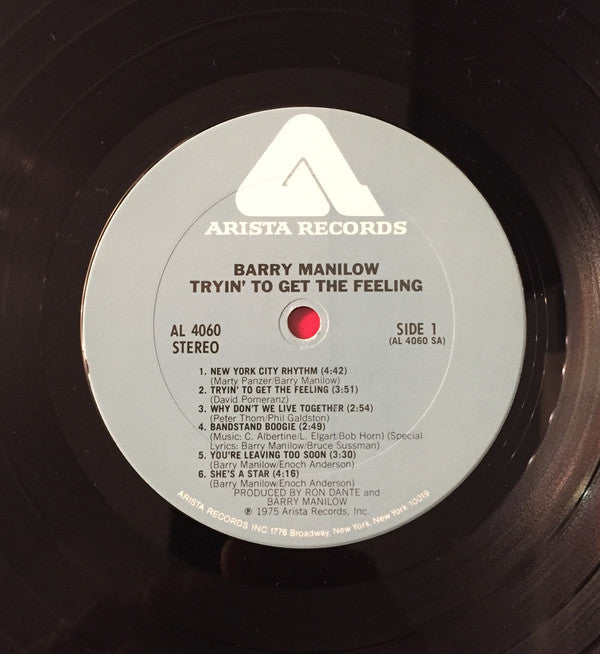 ARISTA RECORDS
BARRY MANILOW
TRYIN' TO GET THE FEELING
AL 4060
STEREO
SIDE 1
(AL 4060 SA)
1. NEW YORK CITY RHYTHM (4:42)
(Marty Panzer/Barry Manilow)
2. TRYIN' TO GET THE FEELING (3:51)
(David Pomeranz)
3. WHY DON'T WE LIVE TOGETHER (2:54)
(Peter Thom/Phil Galdston)
4. BANDSTAND BOOGIE (2:49)
(Music: C. Albertine/L. Elgart/Bob Horn) (Special
Lyrics: Barry Manilow/Bruce Sussman)
5. YOU'RE LEAVING TOO SOON (3:30)
(Barry Manilow/Enoch Anderson)
6. SHE'S A STAR (4:16)
(Barry Manilow/Enoch Anderson)
PRODUCED BY RON DANTE and
BARRY MANILOW
℗ 1975 Arista Records, Inc.
ARISTA RECORDS INC 1776 Broadway, New York, New York 10019